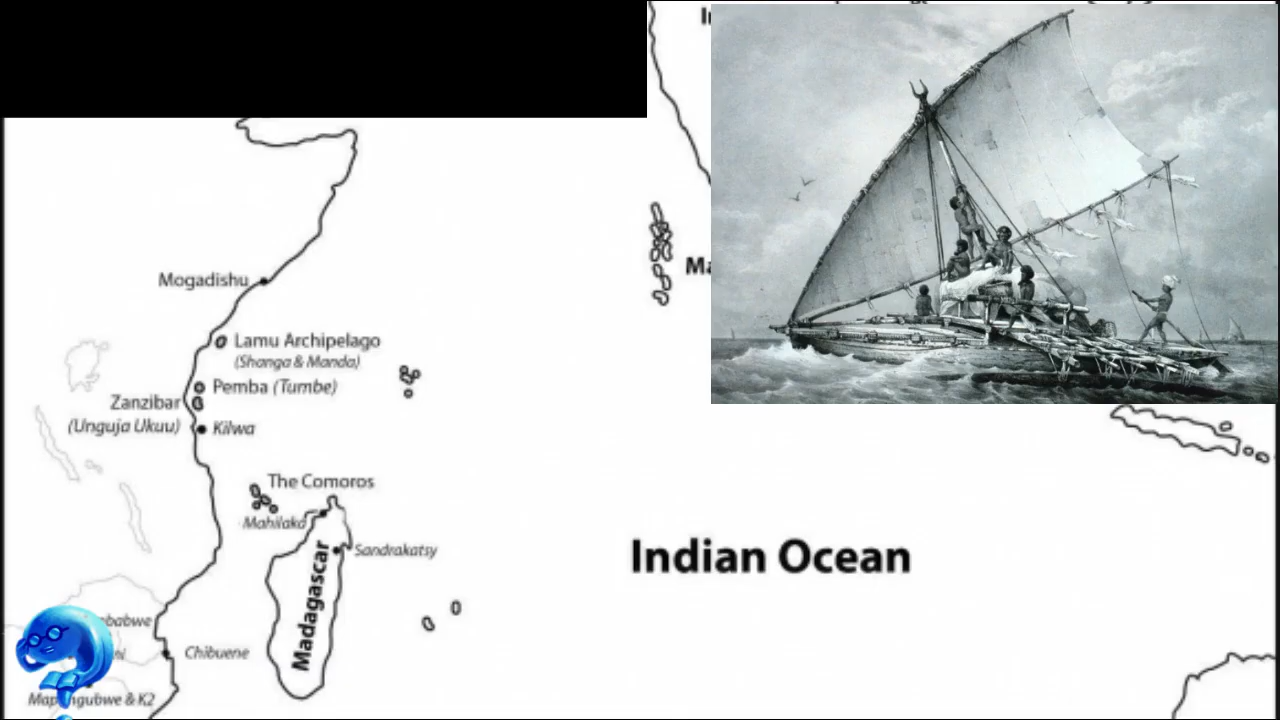 Mogadishu
Lamu Archipelago
(Shanga & Manda)
Pemba (Tumbe)
Zanzibar
(Unguja Ukuu)
Kilwa
The Comoros
Mahilaka
Sandrakatsy
Madagascar
Indian Ocean
Chibuene
& K2